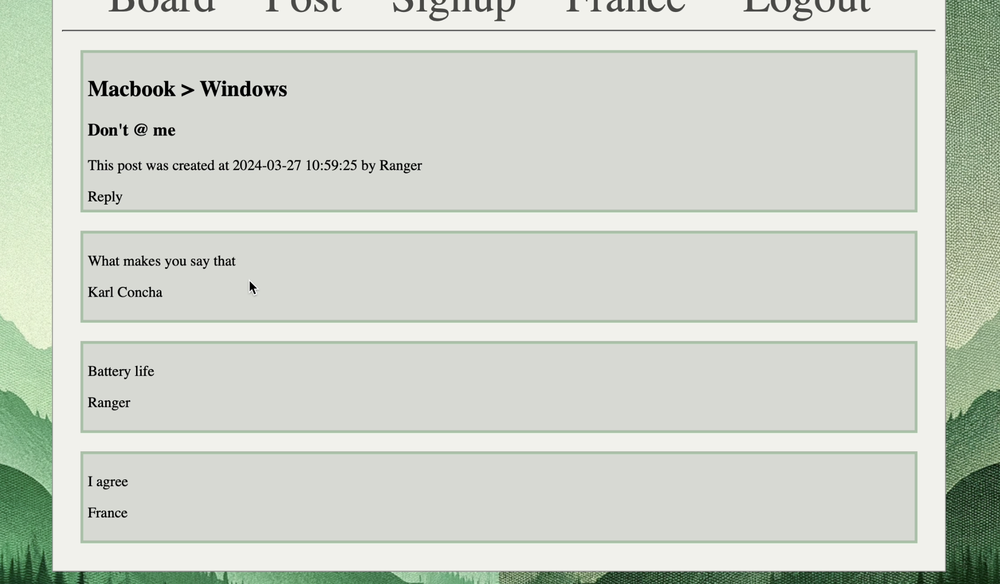 Board Post Signup France Logout
Macbook > Windows
Don't @ me
This post was created at 2024-03-27 10:59:25 by Ranger
Reply
What makes you say that
Karl Concha
Battery life
Ranger
I agree
France